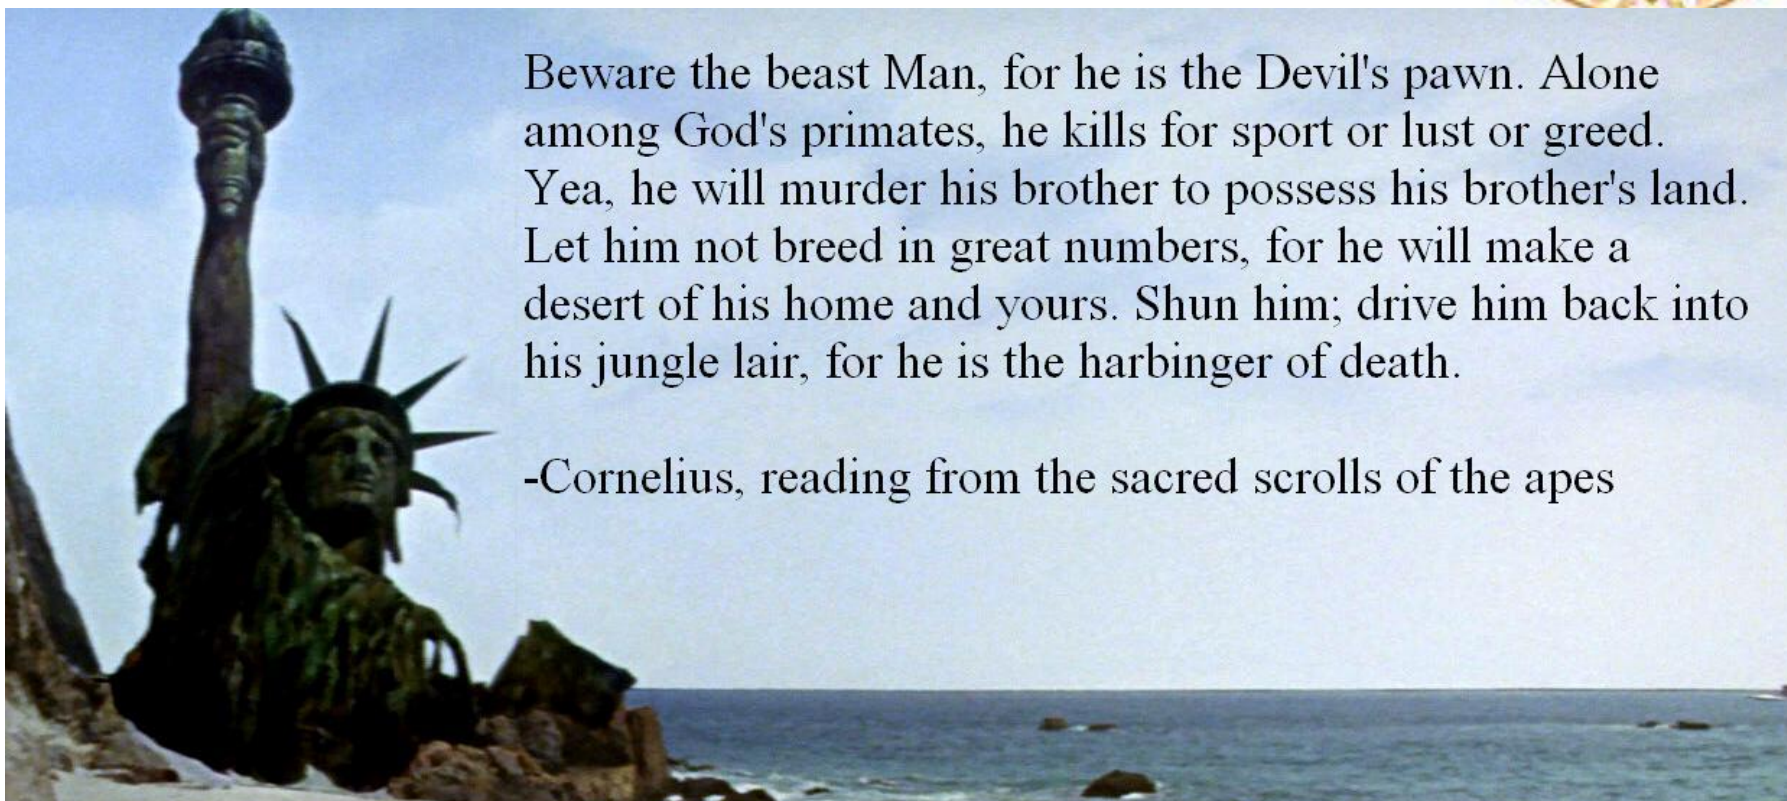 Beware the beast Man, for he is the Devil's pawn. Alone
among God's primates, he kills for sport or lust or greed.
Yea, he will murder his brother to possess his brother's land.
Let him not breed in great numbers, for he will make a
desert of his home and yours. Shun him; drive him back into
his jungle lair, for he is the harbinger of death.
-Cornelius, reading from the sacred scrolls of the apes